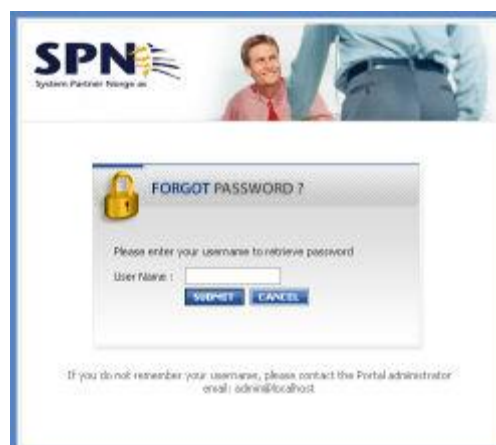 SPN
System Partner Norge as
FORGOT PASSWORD ?
Please enter your username to retrieve password
User Name :
SUBMIT CANCEL
If you do not remember your username, please contact the Portal administrator
email: admin@localhost